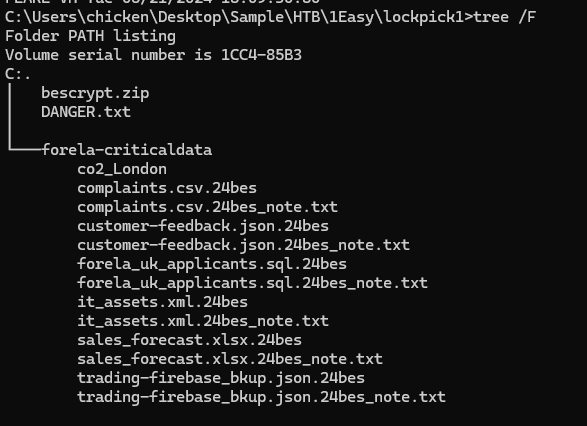 C:\Users\chicken\Desktop\Sample\HTB\1Easy\lockpick1>tree /F
Folder PATH listing
Volume serial number is 1CC4-85B3
C:.
│   bescrypt.zip
│   DANGER.txt
│
└───forela-criticaldata
        co2_London
        complaints.csv.24bes
        complaints.csv.24bes_note.txt
        customer-feedback.json.24bes
        customer-feedback.json.24bes_note.txt
        forela_uk_applicants.sql.24bes
        forela_uk_applicants.sql.24bes_note.txt
        it_assets.xml.24bes
        it_assets.xml.24bes_note.txt
        sales_forecast.xlsx.24bes
        sales_forecast.xlsx.24bes_note.txt
        trading-firebase_bkup.json.24bes
        trading-firebase_bkup.json.24bes_note.txt